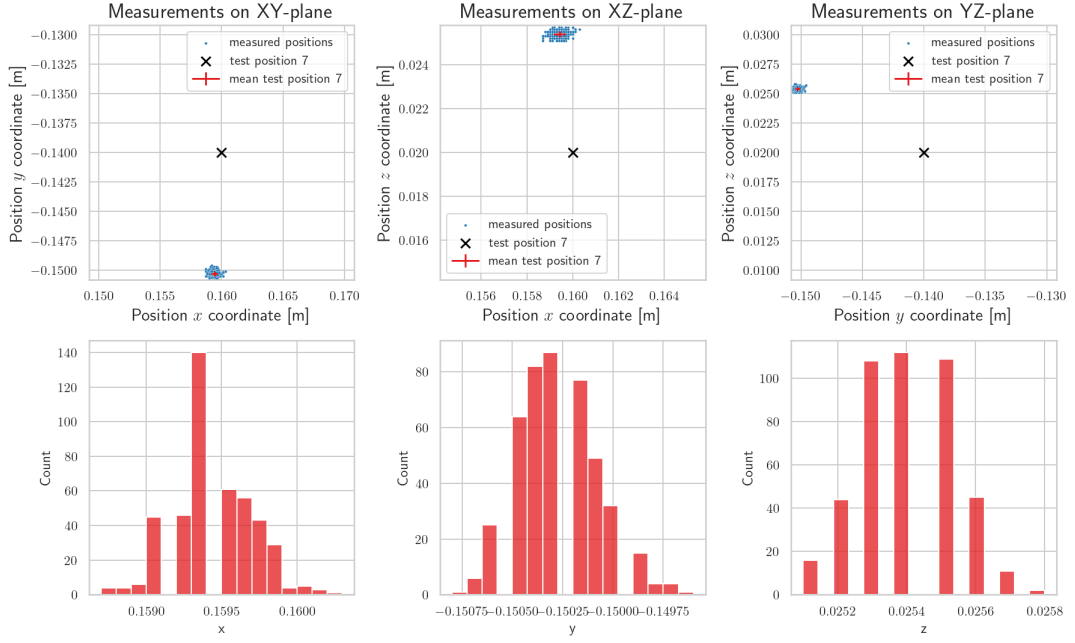 Measurements on XY-plane
Position y coordinate [m]
−0.1300
−0.1325
−0.1350
−0.1375
−0.1400
−0.1425
−0.1450
−0.1475
−0.1500
measured positions
test position 7
mean test position 7
0.150 0.155 0.160 0.165 0.170
Position x coordinate [m]
Measurements on XZ-plane
Position z coordinate [m]
0.024
0.022
0.020
0.018
0.016
measured positions
test position 7
mean test position 7
0.156 0.158 0.160 0.162 0.164
Position x coordinate [m]
Measurements on YZ-plane
Position z coordinate [m]
0.0300
0.0275
0.0250
0.0225
0.0200
0.0175
0.0150
0.0125
0.0100
measured positions
test position 7
mean test position 7
−0.150 −0.145 −0.140 −0.135 −0.130
Position y coordinate [m]
Count
140
120
100
80
60
40
20
0
0.1590 0.1595 0.1600
x
Count
80
60
40
20
0
−0.15075 −0.15050 −0.15025 −0.15000 −0.14975
y
Count
100
80
60
40
20
0
0.0252 0.0254 0.0256 0.0258
z